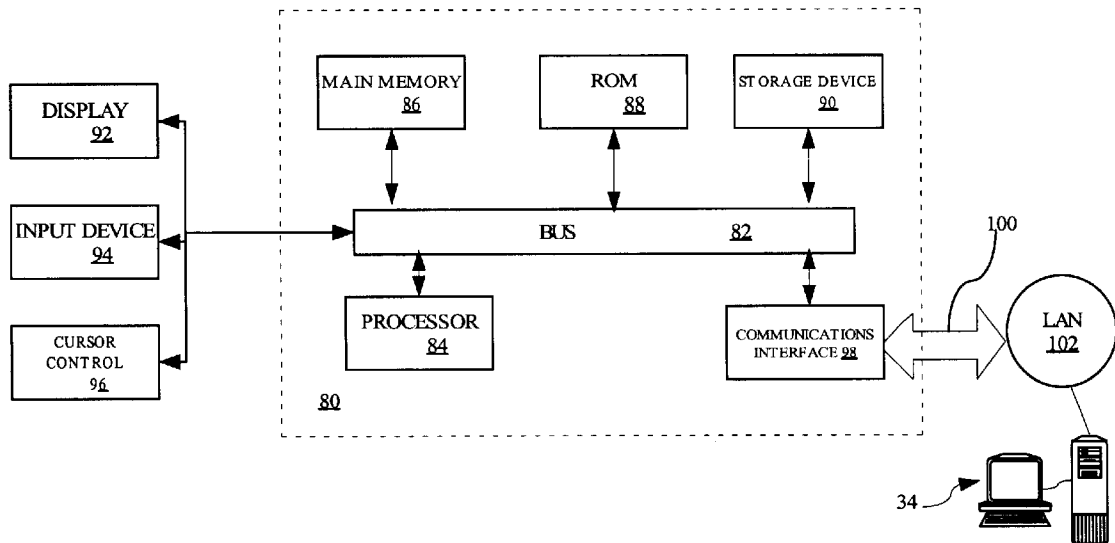 MAIN MEMORY
86
ROM
88
STORAGE DEVICE
90
DISPLAY
92
INPUT DEVICE
94
BUS 82
100
CURSOR
CONTROL
96
PROCESSOR
84
COMMUNICATIONS
INTERFACE 98
LAN
102
80
34